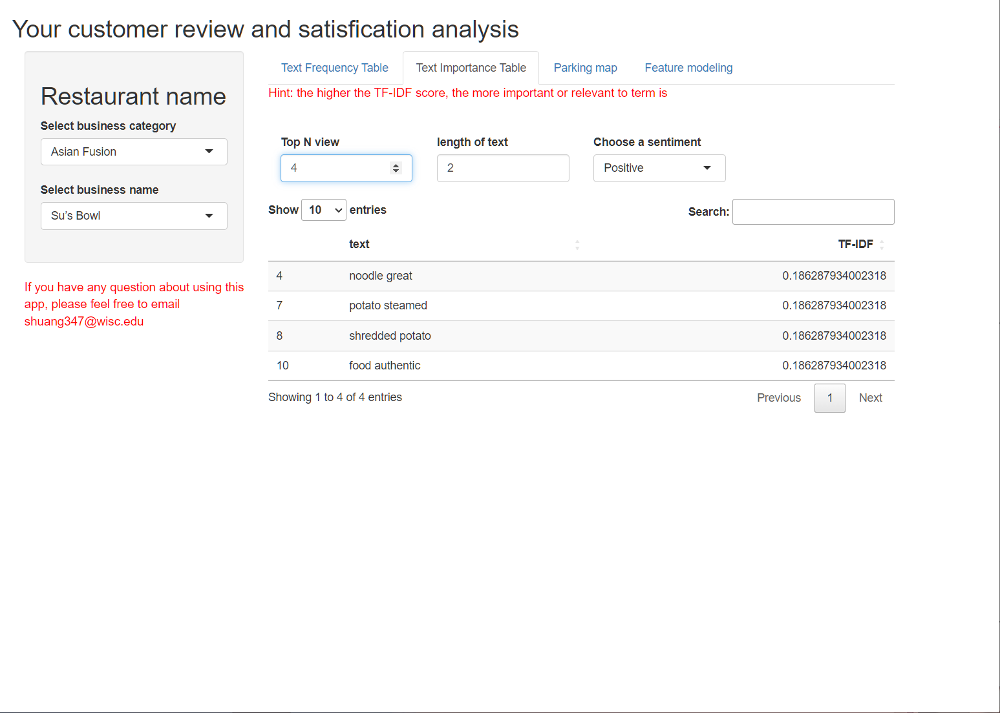 Your customer review and satisfication analysis
Restaurant name
Select business category
Asian Fusion
Select business name
Su's Bowl
If you have any question about using this
app, please feel free to email
shuang347@wisc.edu
Text Frequency Table Text Importance Table Parking map Feature modeling
Hint: the higher the TF-IDF score, the more important or relevant to term is
Top N view length of text Choose a sentiment
4 2 Positive
Show 10 entries Search:
text TF-IDF
4 noodle great 0.186287934002318
7 potato steamed 0.186287934002318
8 shredded potato 0.186287934002318
10 food authentic 0.186287934002318
Showing 1 to 4 of 4 entries Previous 1 Next